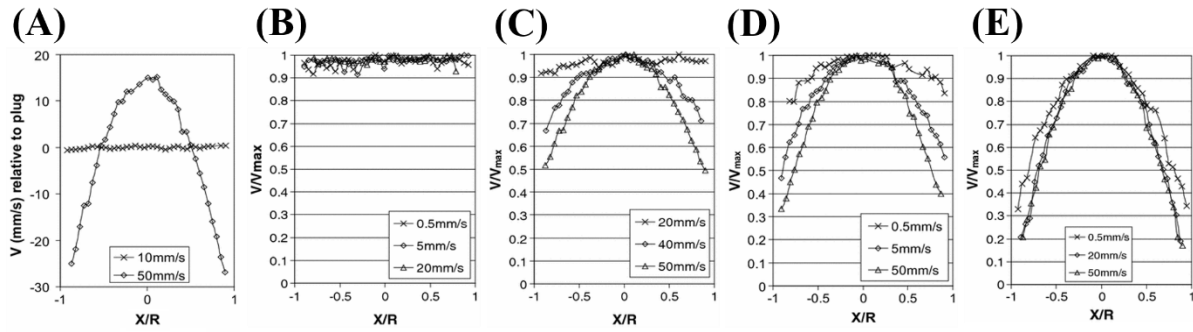 (A)
V (mm/s) relative to plug
20
10
0
-10
-20
-30
-1
-0.5
0
0.5
1
X/R
10mm/s
50mm/s
(B)
V/Vmax
1
0.9
0.8
0.7
0.6
0.5
0.4
0.3
0.2
0.1
0
-1
-0.5
0
0.5
1
X/R
0.5mm/s
5mm/s
20mm/s
(C)
V/Vmax
1
0.9
0.8
0.7
0.6
0.5
0.4
0.3
0.2
0.1
0
-1
-0.5
0
0.5
1
X/R
20mm/s
40mm/s
50mm/s
(D)
V/Vmax
1
0.9
0.8
0.7
0.6
0.5
0.4
0.3
0.2
0.1
0
-1
-0.5
0
0.5
1
X/R
0.5mm/s
5mm/s
50mm/s
(E)
V/Vmax
1
0.9
0.8
0.7
0.6
0.5
0.4
0.3
0.2
0.1
0
-1
-0.5
0
0.5
1
X/R
0.5mm/s
20mm/s
50mm/s